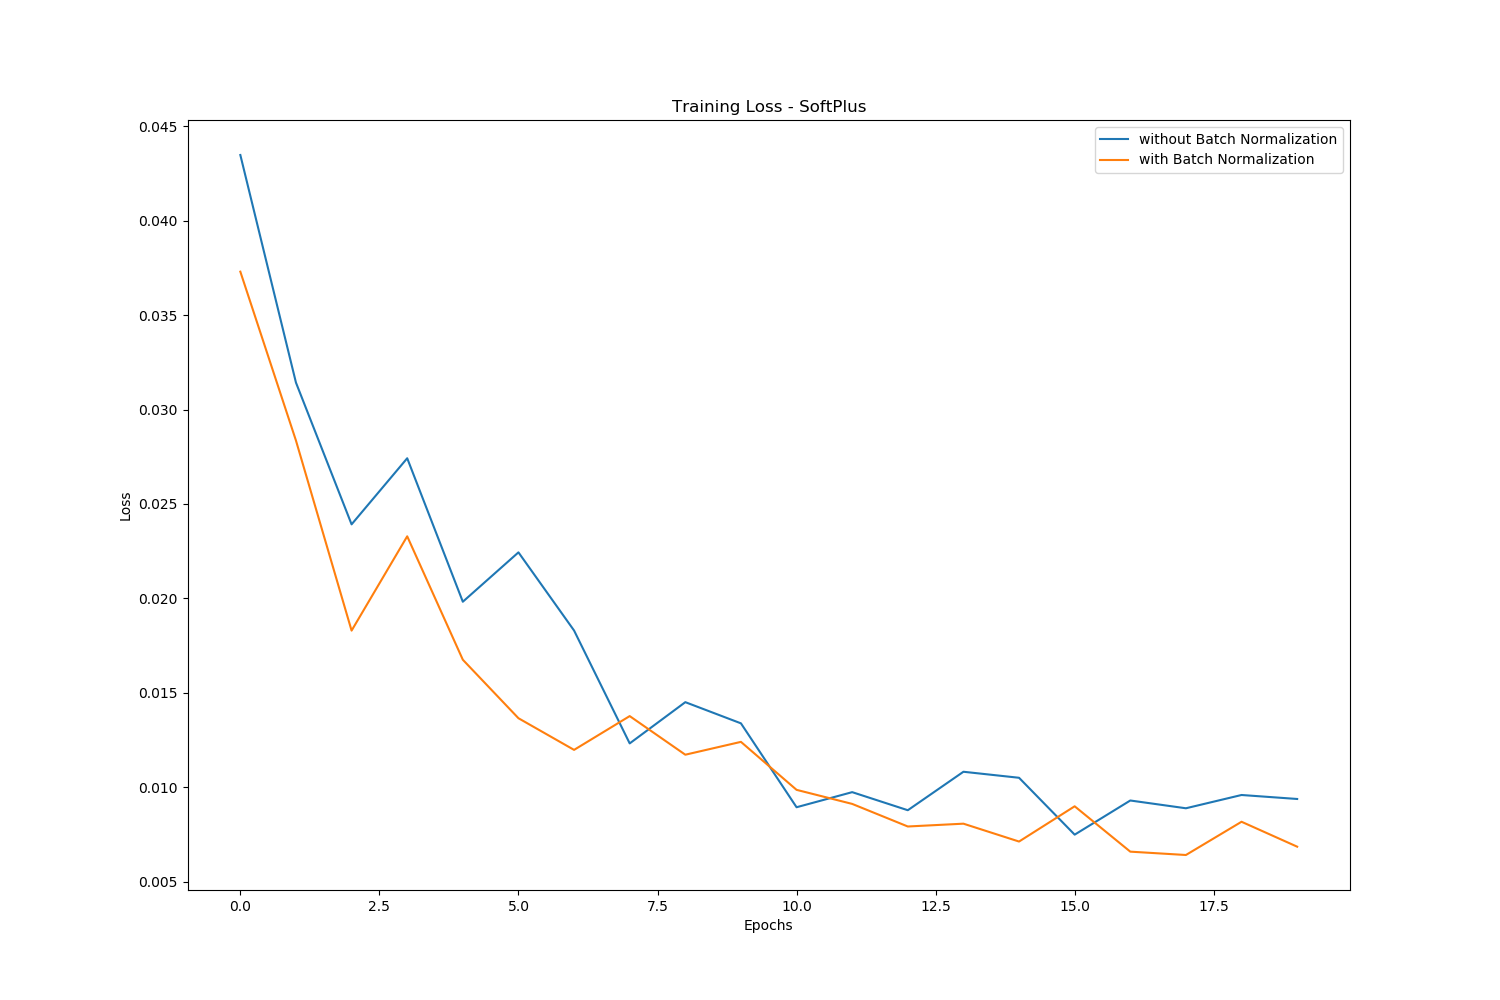 Training Loss - SoftPlus
without Batch Normalization
with Batch Normalization
0.045
0.040
0.035
0.030
0.025
0.020
0.015
0.010
0.005
Loss
0.0 2.5 5.0 7.5 10.0 12.5 15.0 17.5
Epochs